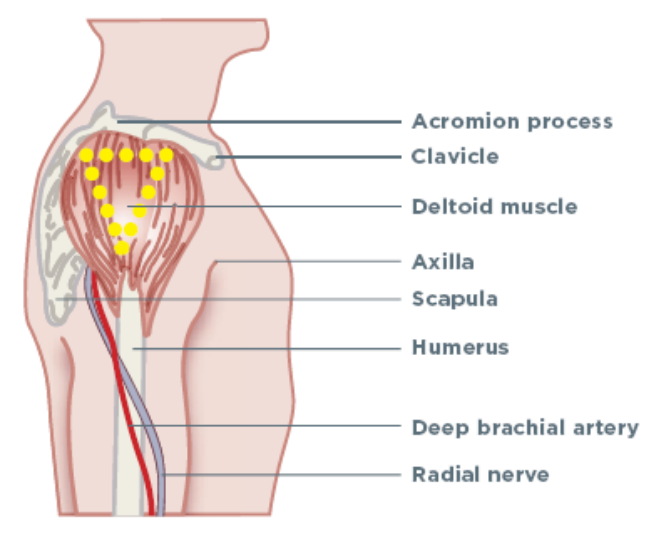 Acromion process
Clavicle
Deltoid muscle
Axilla
Scapula
Humerus
Deep brachial artery
Radial nerve